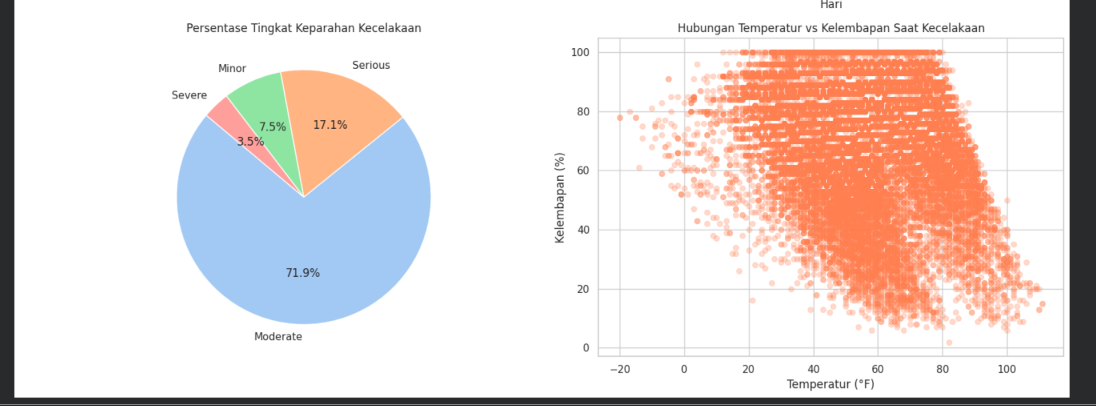 Hari
Persentase Tingkat Keparahan Kecelakaan
Minor
Serious
Severe
7.5%
17.1%
3.5%
71.9%
Moderate
Hubungan Temperatur vs Kelembapan Saat Kecelakaan
Kelembapan (%)
100
80
60
40
20
0
−20 0 20 40 60 80 100
Temperatur (°F)